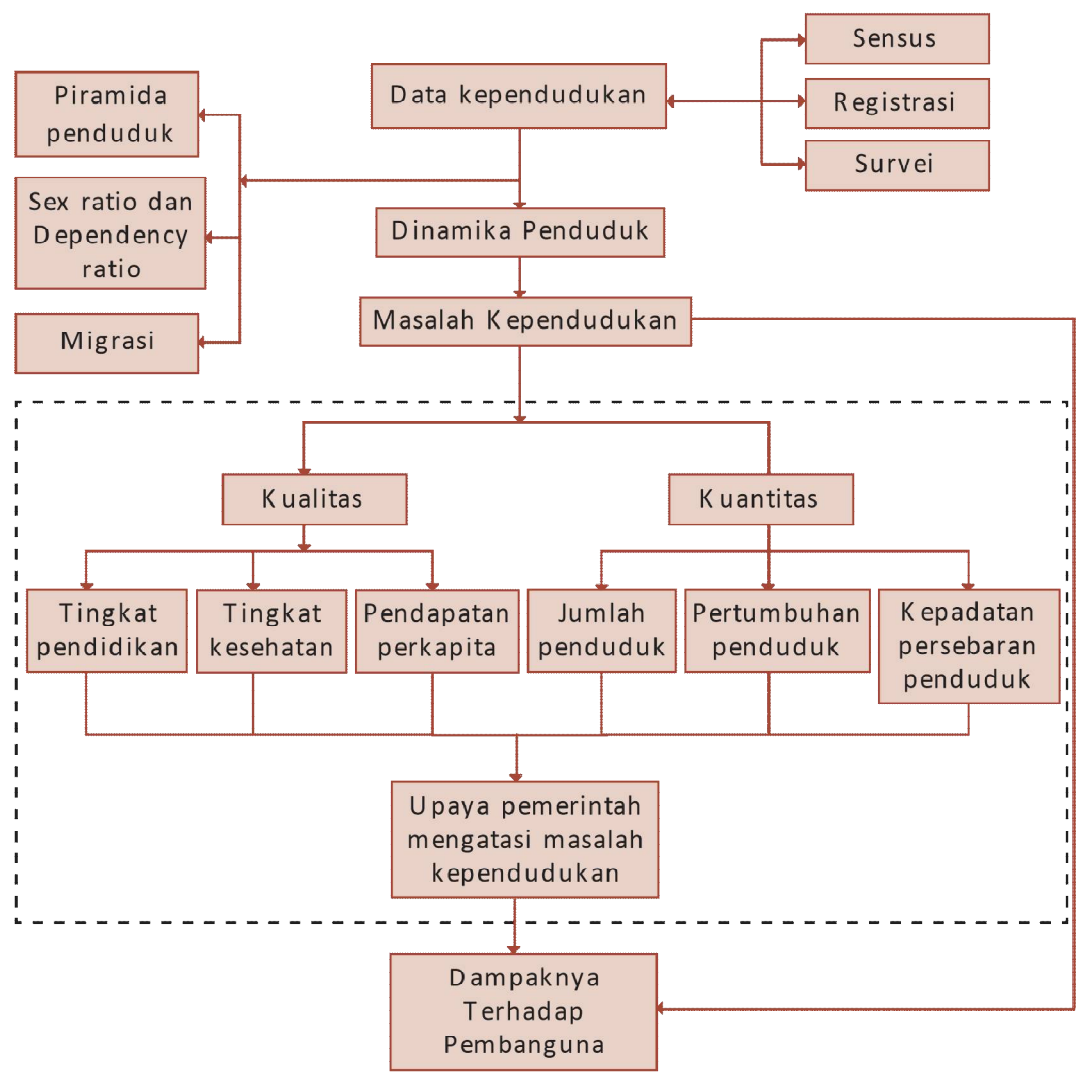 Sensus
Data kependudukan
Registrasi
Survei
Piramida
penduduk
Sex ratio dan
Dependency
ratio
Migrasi
Dinamika Penduduk
Masalah Kependudukan
Kualitas
Kuantitas
Tingkat
pendidikan
Tingkat
kesehatan
Pendapatan
perkapita
Jumlah
penduduk
Pertumbuhan
penduduk
Kepadatan
persebaran
penduduk
Upaya pemerintah
mengatasi masalah
kependudukan
Dampaknya
Terhadap
Pembanguna